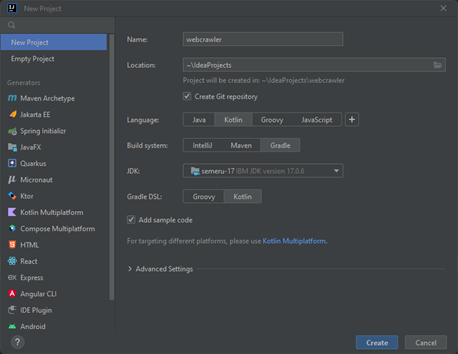 New Project
New Project
Empty Project
Generators
Maven Archetype
Jakarta EE
Spring Initializr
JavaFX
Quarkus
Micronaut
Ktor
Kotlin Multiplatform
Compose Multiplatform
HTML
React
Express
Angular CLI
IDE Plugin
Android
Name: webcrawler
Location: ~\IdeaProjects
Project will be created in: ~\IdeaProjects\webcrawler
Create Git repository
Language: Java Kotlin Groovy JavaScript +
Build system: IntelliJ Maven Gradle
JDK: semeru-17 IBM JDK version 17.0.6
Gradle DSL: Groovy Kotlin
Add sample code
For targeting different platforms, please use Kotlin Multiplatform.
Advanced Settings
? Create Cancel